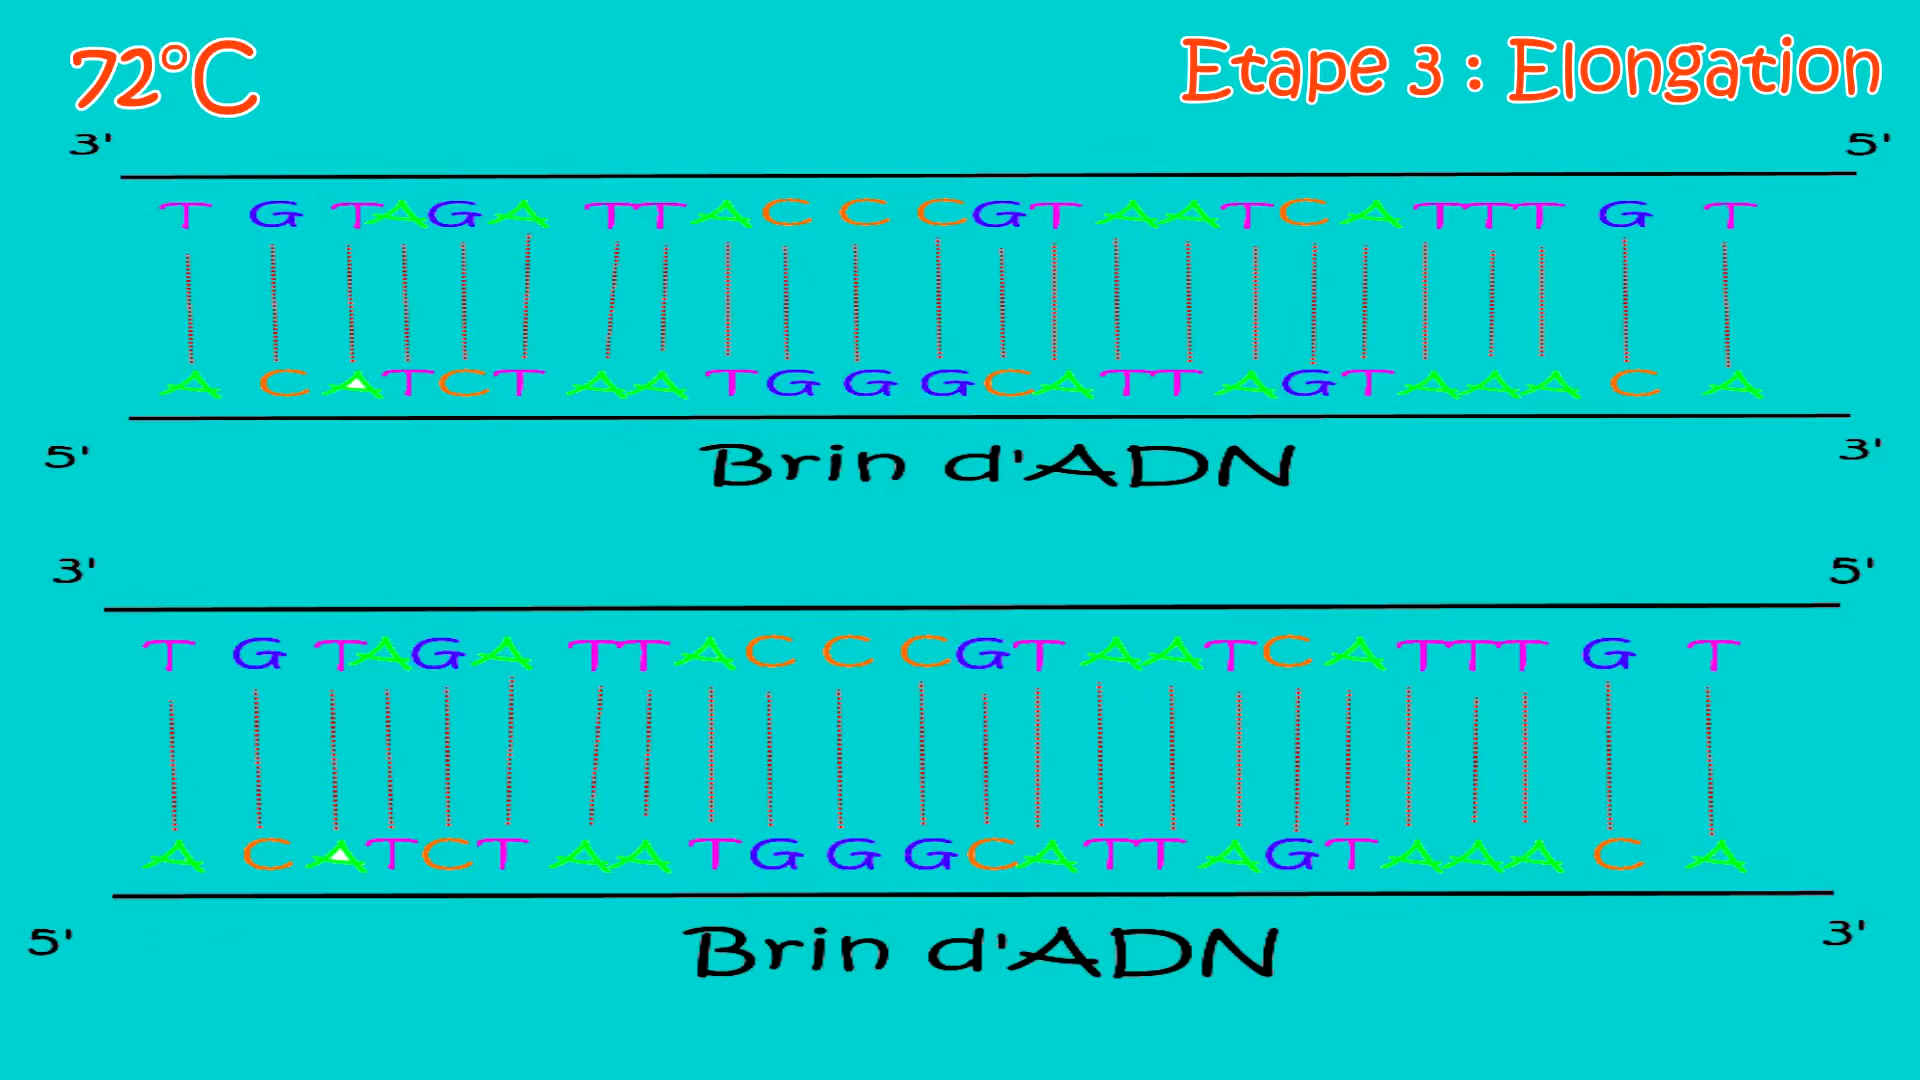 72°C
Etape 3 : Elongation
3' 5'
T G T A G A T T A C C C G T A A T C A T T T G T
A C A T C T A A T G G G C A T T A G T A A A C A
5' 3'
Brin d'ADN
3' 5'
T G T A G A T T A C C C G T A A T C A T T T G T
A C A T C T A A T G G G C A T T A G T A A A C A
5' 3'
Brin d'ADN